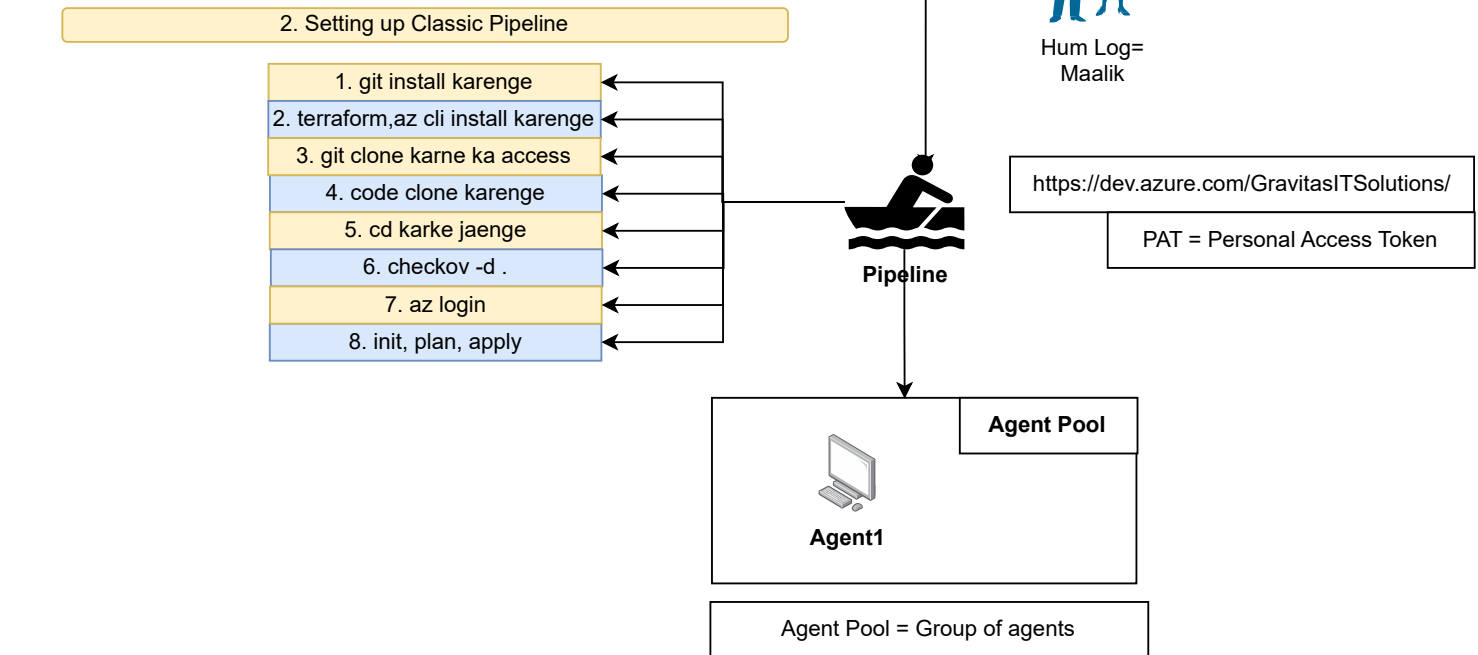 2. Setting up Classic Pipeline
Hum Log=
Maalik
1. git install karenge
2. terraform,az cli install karenge
3. git clone karne ka access
4. code clone karenge
5. cd karke jaenge
6. checkov -d .
7. az login
8. init, plan, apply
https://dev.azure.com/GravitasITSolutions/
PAT = Personal Access Token
Pipeline
Agent Pool
Agent1
Agent Pool = Group of agents